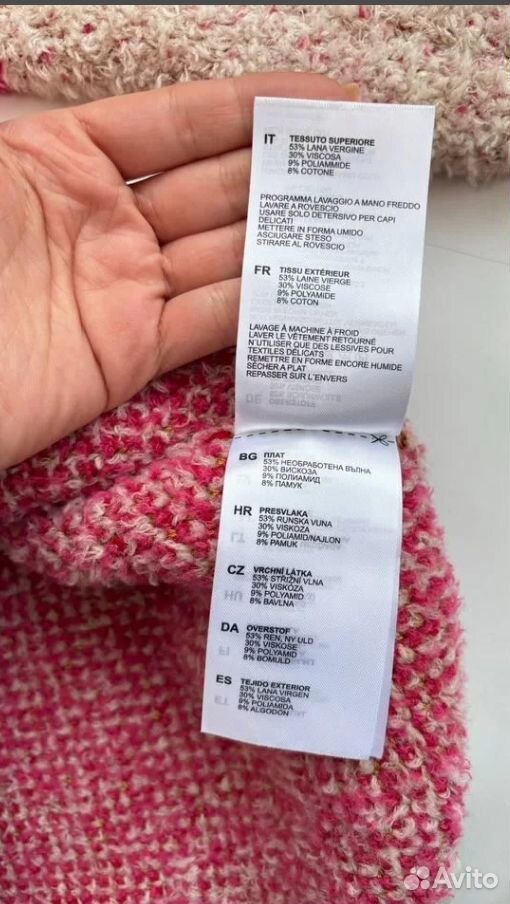 IT TESSUTO SUPERIORE
53% LANA VERGINE
30% VISCOSA
9% POLIAMMIDE
8% COTONE
PROGRAMMA LAVAGGIO A MANO FREDDO
LAVARE A ROVESCIO
USARE SOLO DETERSIVO PER CAPI
DELICATI
METTERE IN FORMA UMIDO
ASCIUGARE STESO
STIRARE AL ROVESCIO
FR TISSU EXTÉRIEUR
53% LAINE VIERGE
30% VISCOSE
9% POLYAMIDE
8% COTON
LAVAGE À MACHINE À FROID
LAVER LE VÊTEMENT RETOURNÉ
N'UTILISER QUE DES LESSIVES POUR
TEXTILES DÉLICATS
REMETTRE EN FORME ENCORE HUMIDE
SÉCHER A PLAT
REPASSER SUR L'ENVERS
BG ПЛАТ
53% НЕОБРАБОТЕНА ВЪЛНА
30% ВИСКОЗА
9% ПОЛИАМИД
8% ПАМУК
HR PRESVLAKA
53% RUNSKA VUNA
30% VISKOZA
9% POLIAMID/NAJLON
8% PAMUK
CZ VRCHNÍ LÁTKA
53% STŘIŽNÍ VLNA
30% VISKÓZA
9% POLYAMID
8% BAVLNA
DA OVERSTOF
53% REN, NY ULD
30% VISKOSE
9% POLYAMID
8% BOMULD
ES TEJIDO EXTERIOR
53% LANA VIRGEN
30% VISCOSA
9% POLIAMIDA
8% ALGODÓN
Avito